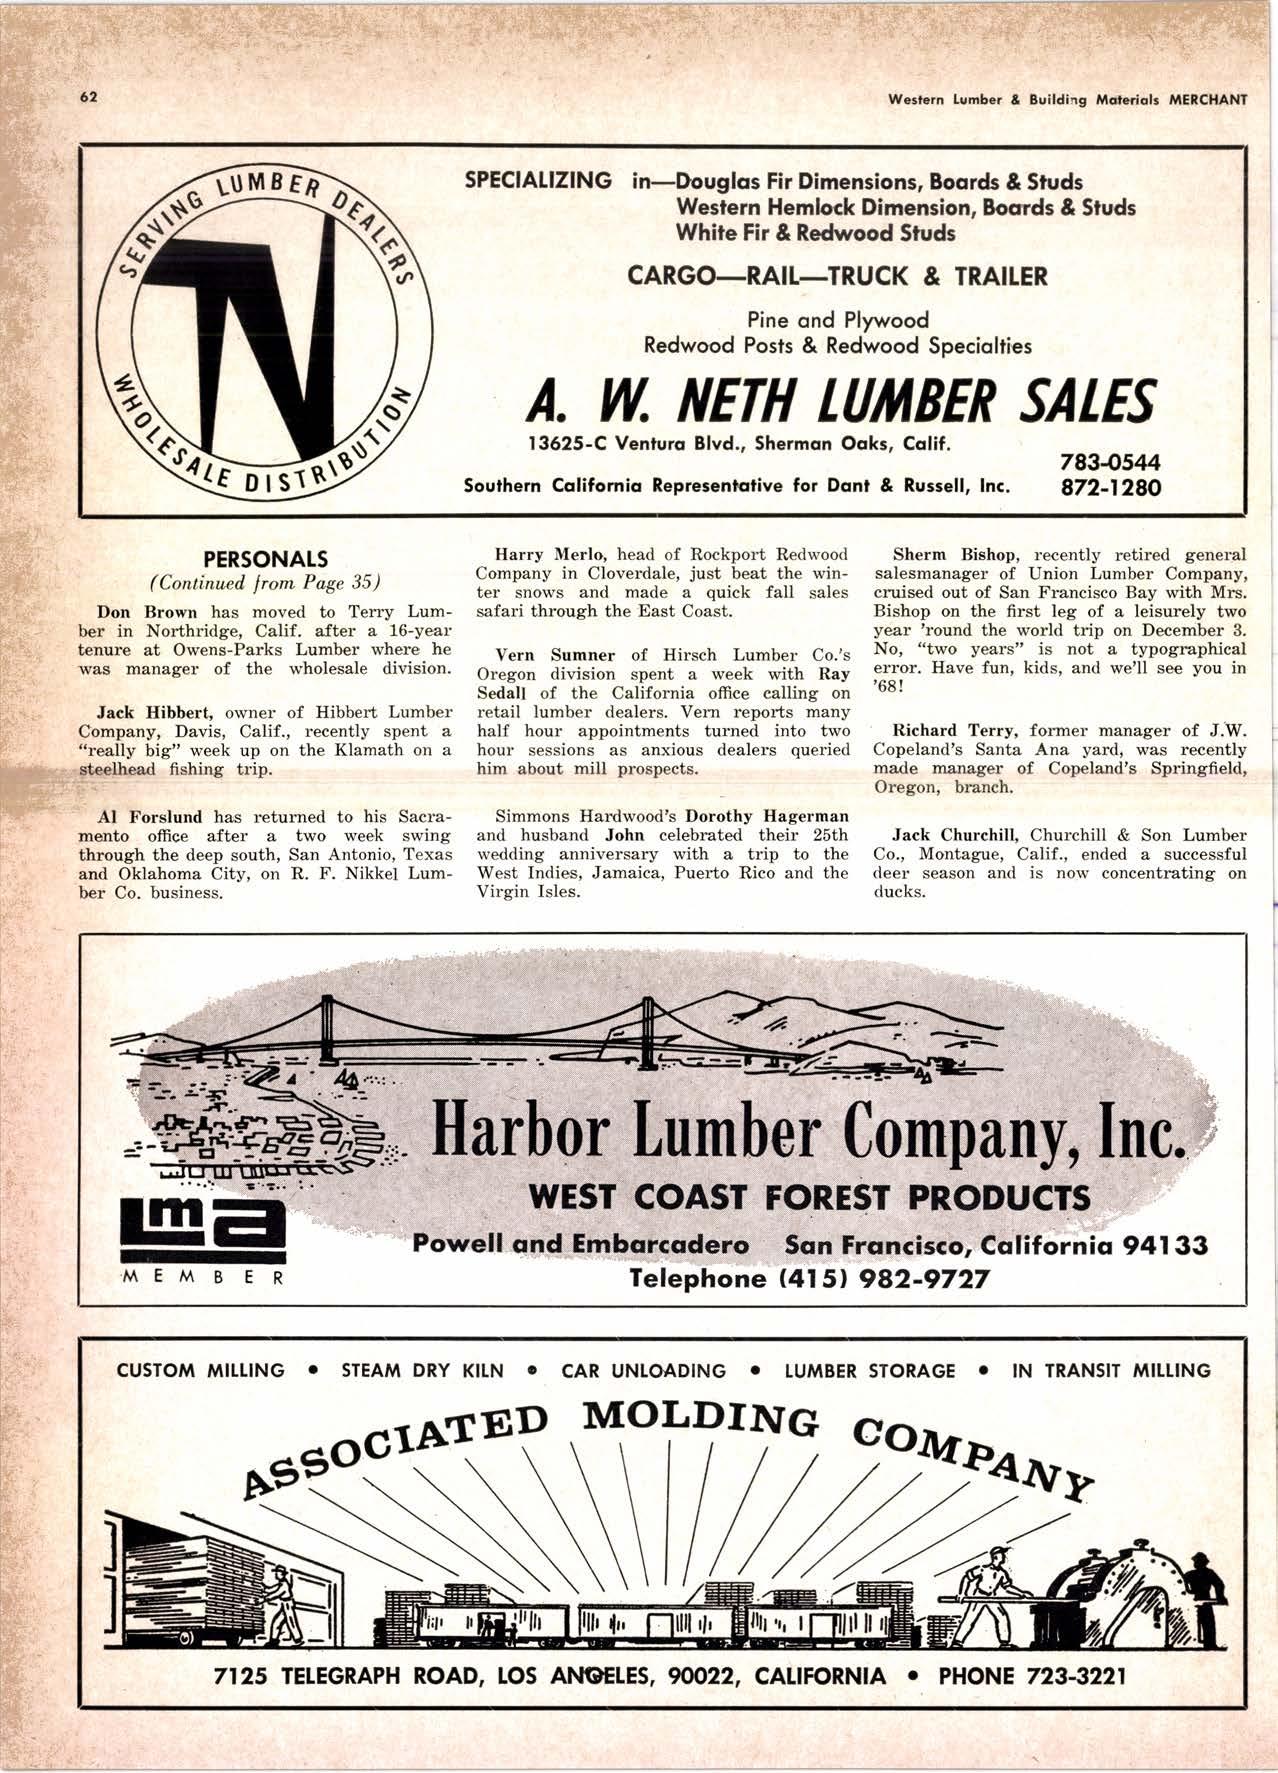 62
Western Lumber & Building Materials MERCHANT
SERVING LUMBER DEALERS
WHOLESALE DISTRIBUTION
N
SPECIALIZING in—Douglas Fir Dimensions, Boards & Studs
Western Hemlock Dimension, Boards & Studs
White Fir & Redwood Studs
CARGO—RAIL—TRUCK & TRAILER
Pine and Plywood
Redwood Posts & Redwood Specialties
A. W. NETH LUMBER SALES
13625-C Ventura Blvd., Sherman Oaks, Calif.
783-0544
Southern California Representative for Dant & Russell, Inc.
872-1280
PERSONALS
(Continued from Page 35)
Don Brown has moved to Terry Lum-
ber in Northridge, Calif. after a 16-year
tenure at Owens-Parks Lumber where he
was manager of the wholesale division.
Jack Hibbert, owner of Hibbert Lumber
Company, Davis, Calif., recently spent a
“really big” week up on the Klamath on a
steelhead fishing trip.
Al Forslund has returned to his Sacra-
mento office after a two week swing
through the deep south, San Antonio, Texas
and Oklahoma City, on R. F. Nikkel Lum-
ber Co. business.
Harry Merlo, head of Rockport Redwood
Company in Cloverdale, just beat the win-
ter snows and made a quick fall sales
safari through the East Coast.
Vern Sumner of Hirsch Lumber Co.’s
Oregon division spent a week with Ray
Sedall of the California office calling on
retail lumber dealers. Vern reports many
half hour appointments turned into two
hour sessions as anxious dealers queried
him about mill prospects.
Simmons Hardwood’s Dorothy Hagerman
and husband John celebrated their 25th
wedding anniversary with a trip to the
West Indies, Jamaica, Puerto Rico and the
Virgin Isles.
Sherm Bishop, recently retired general
salesmanager of Union Lumber Company,
cruised out of San Francisco Bay with Mrs.
Bishop on the first leg of a leisurely two
year ’round the world trip on December 3.
No, “two years” is not a typographical
error. Have fun, kids, and we’ll see you in
’68!
Richard Terry, former manager of J.W.
Copeland’s Santa Ana yard, was recently
made manager of Copeland’s Springfield,
Oregon, branch.
Jack Churchill, Churchill & Son Lumber
Co., Montague, Calif., ended a successful
deer season and is now concentrating on
ducks.
Harbor Lumber Company, Inc.
WEST COAST FOREST PRODUCTS
Powell and Embarcadero San Francisco, California 94133
Telephone (415) 982-9727
Lma
MEMBER
CUSTOM MILLING • STEAM DRY KILN • CAR UNLOADING • LUMBER STORAGE • IN TRANSIT MILLING
ASSOCIATED MOLDING COMPANY
7125 TELEGRAPH ROAD, LOS ANGELES, 90022, CALIFORNIA • PHONE 723-3221